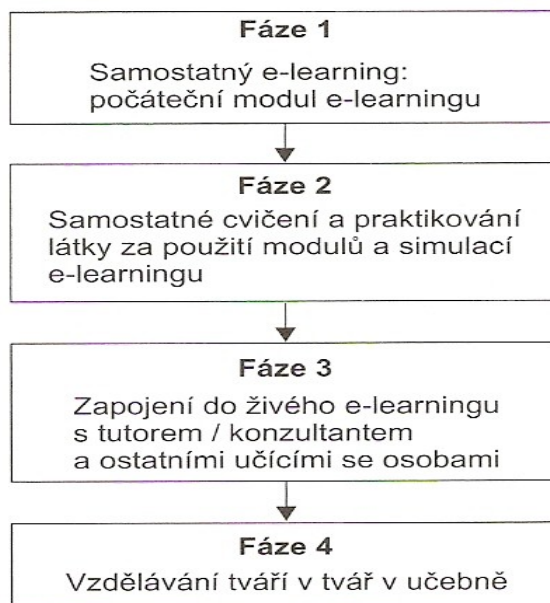 Fáze 1
Samostatný e-learning:
počáteční modul e-learningu
Fáze 2
Samostatné cvičení a praktikování
látky za použití modulů a simulací
e-learningu
Fáze 3
Zapojení do živého e-learningu
s tutorem / konzultantem
a ostatními učícími se osobami
Fáze 4
Vzdělávání tváří v tvář v učebně